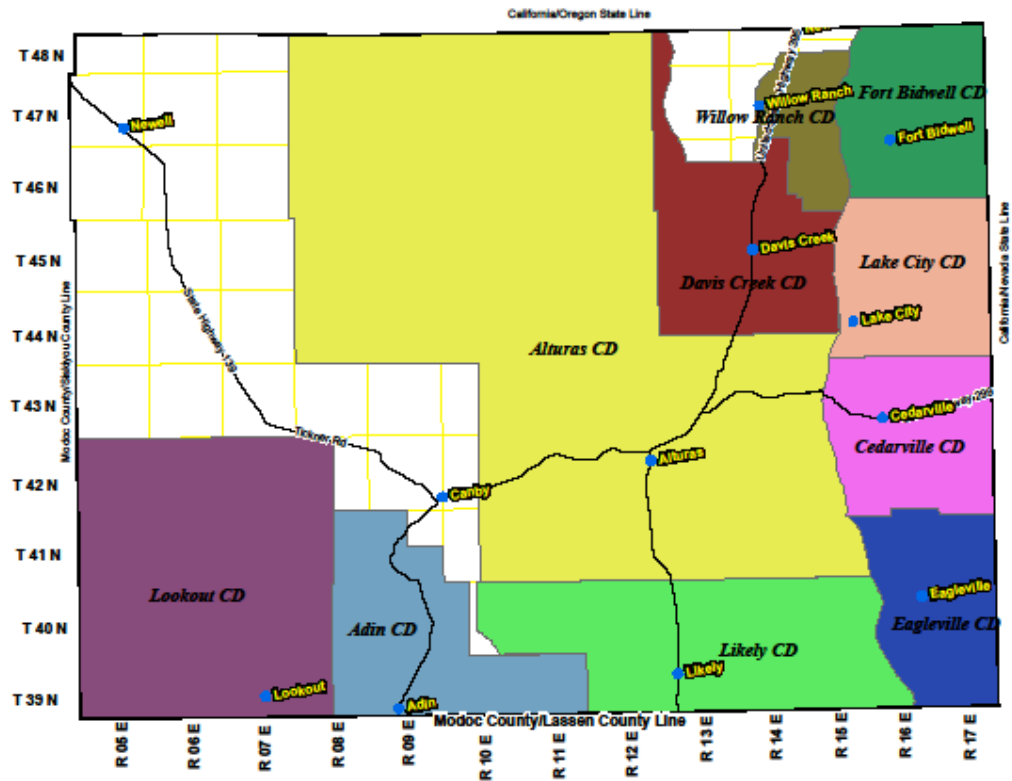 California/Oregon State Line
T 48 N
T 47 N
T 46 N
T 45 N
T 44 N
T 43 N
T 42 N
T 41 N
T 40 N
T 39 N
Modoc County/Siskiyou County Line
California/Nevada State Line
Newell
Willow Ranch
Willow Ranch CD
Fort Bidwell CD
Fort Bidwell
Davis Creek
Davis Creek CD
Lake City CD
Lake City
State Highway 139
Alturas CD
Cedarville
Cedarville CD
Tickner Rd
Alturas
Canby
Lookout CD
Adin CD
Eagleville
Eagleville CD
Likely CD
Likely
Lookout
Adin
Modoc County/Lassen County Line
R 05 E
R 06 E
R 07 E
R 08 E
R 09 E
R 10 E
R 11 E
R 12 E
R 13 E
R 14 E
R 15 E
R 16 E
R 17 E